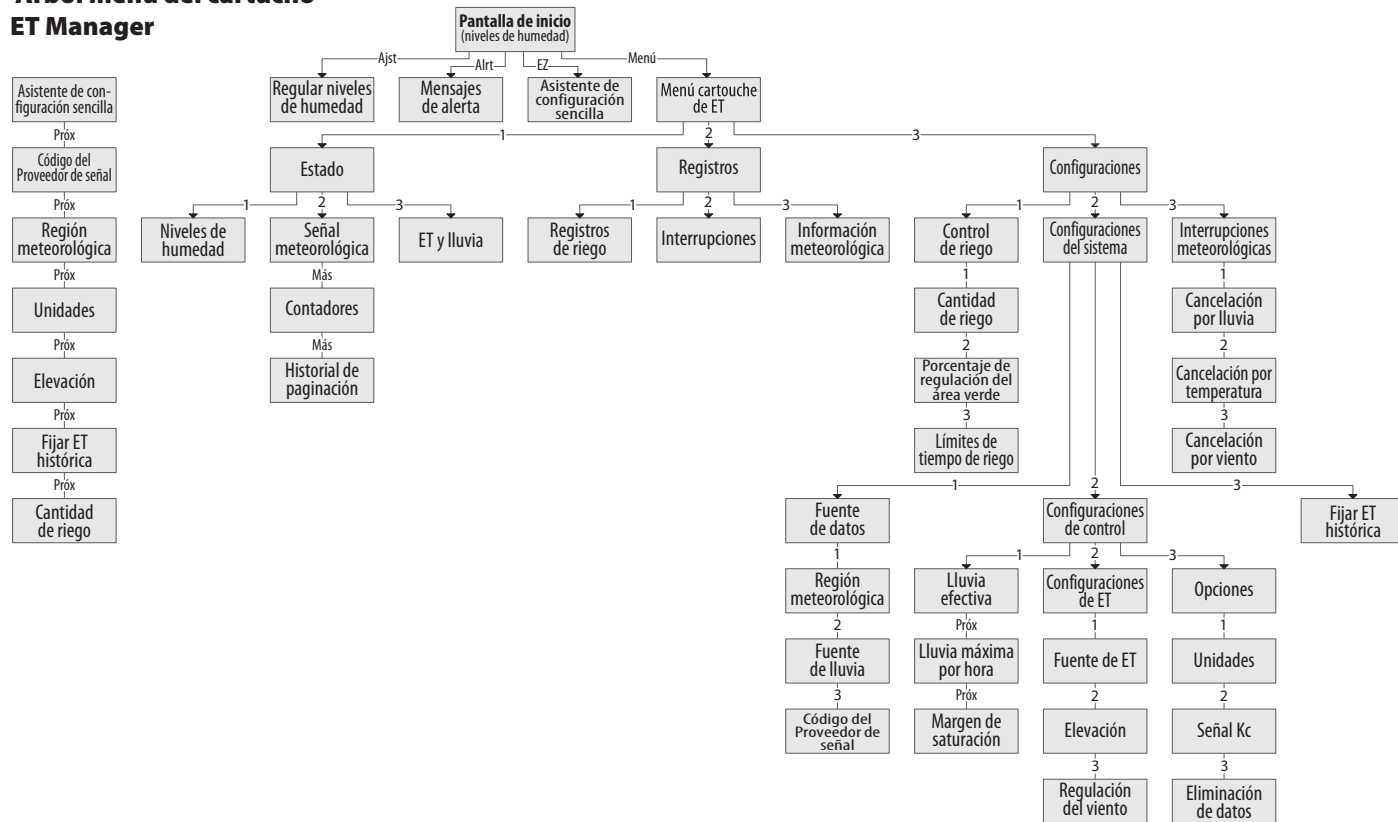 Árbol menú del cartucho
ET Manager
Pantalla de inicio
(niveles de humedad)
Ajst
Alrt
EZ
Menú
Asistente de con-
figuración sencilla
Próx
Código del
Proveedor de señal
Próx
Región
meteorológica
Próx
Unidades
Próx
Elevación
Próx
Fijar ET
histórica
Próx
Cantidad
de riego
Regular niveles
de humedad
Mensajes
de alerta
Asistente de
configuración
sencilla
Menú cartouche
de ET
1
2
3
Estado
Registros
Configuraciones
1
2
3
Niveles de
humedad
Señal
meteorológica
ET y lluvia
Más
Contadores
Más
Historial de
paginación
1
2
3
Registros
de riego
Interrupciones
Información
meteorológica
1
2
3
Control
de riego
Configuraciones
del sistema
Interrupciones
meteorológicas
1
Cantidad
de riego
2
Porcentaje de
regulación del
área verde
3
Límites de
tiempo de riego
1
Cancelación
por lluvia
2
Cancelación por
temperatura
3
Cancelación
por viento
1
2
3
Fuente
de datos
Configuraciones
de control
Fijar ET
histórica
1
Región
meteorológica
2
Fuente
de lluvia
3
Código del
Proveedor de
señal
1
2
3
Lluvia
efectiva
Próx
Lluvia máxima
por hora
Próx
Margen de
saturación
Configuraciones
de ET
1
Fuente de ET
2
Elevación
3
Regulación
del viento
Opciones
1
Unidades
2
Señal Kc
3
Eliminación
de datos